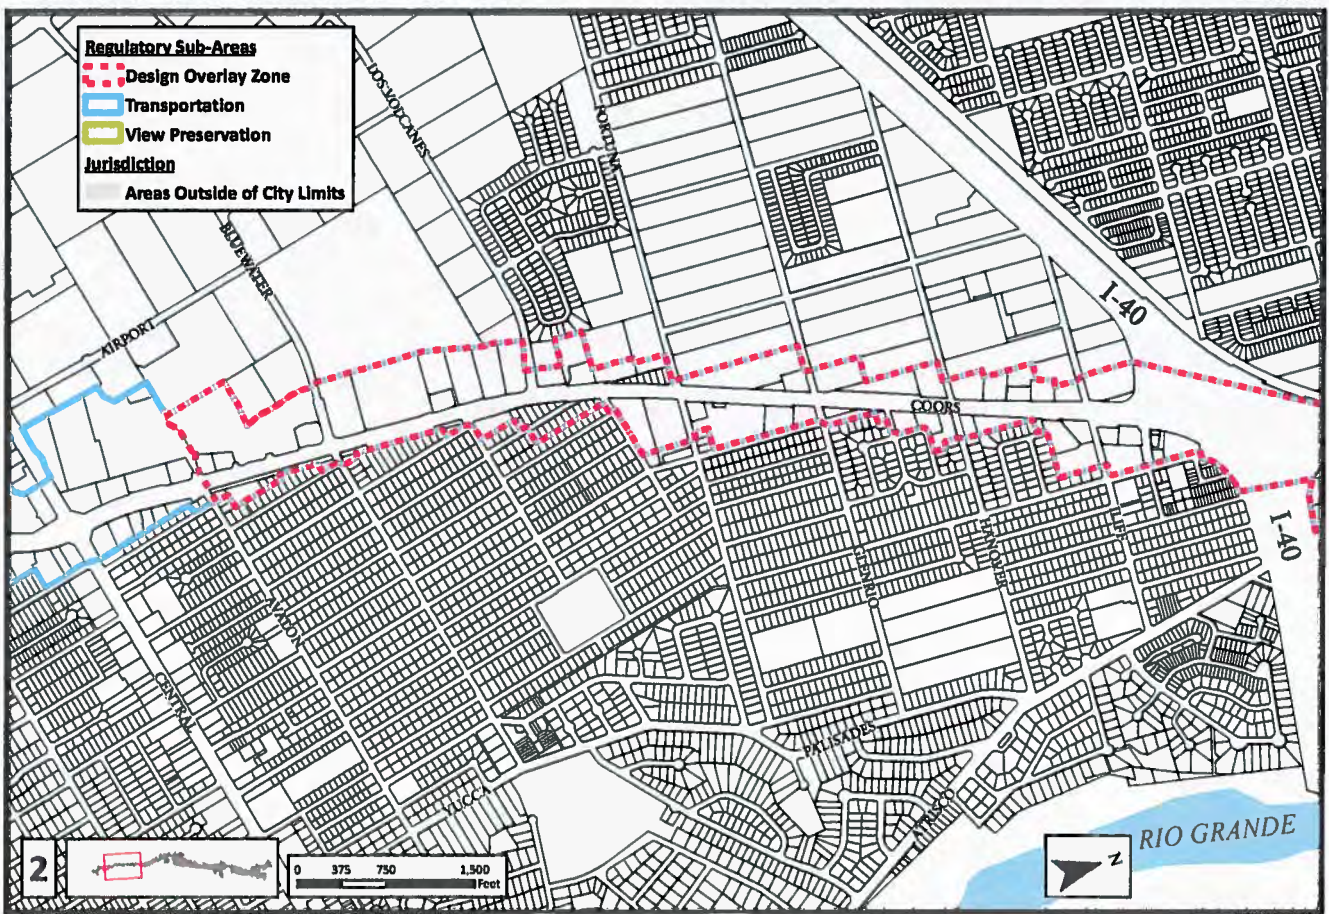 Regulatory Sub-Areas
Design Overlay Zone
Transportation
View Preservation
Jurisdiction
Areas Outside of City Limits
LOS VOLCANES
FORTUNA
BLUEWATER
AIRPORT
I-40
COORS
I-40
AVALON
GLENRIO
HANOVER
ILIFF
CENTRAL
PALISADES
YUCCA
ATRISCO
RIO GRANDE
2
0 375 750 1,500
Feet
N